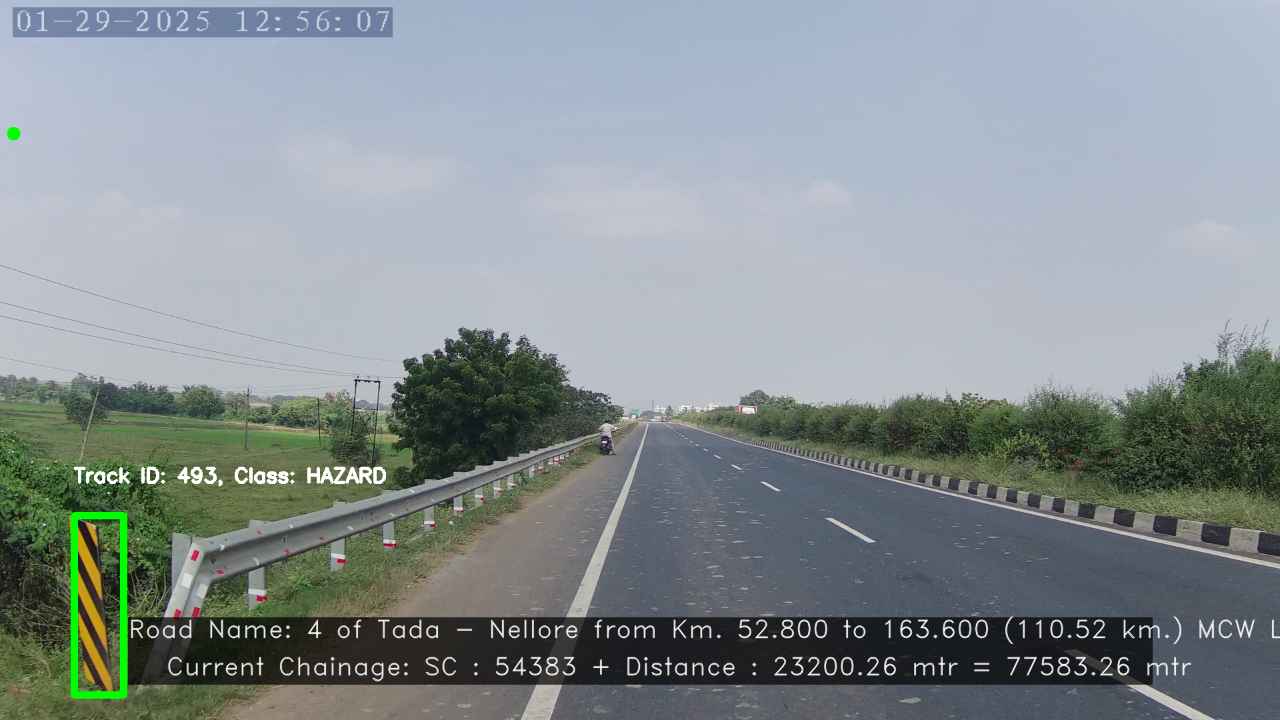 01-29-2025 12:56:07
Track ID: 493, Class: HAZARD
Road Name: 4 of Tada - Nellore from Km. 52.800 to 163.600 (110.52 km.) MCW L
Current Chainage: SC : 54383 + Distance : 23200.26 mtr = 77583.26 mtr